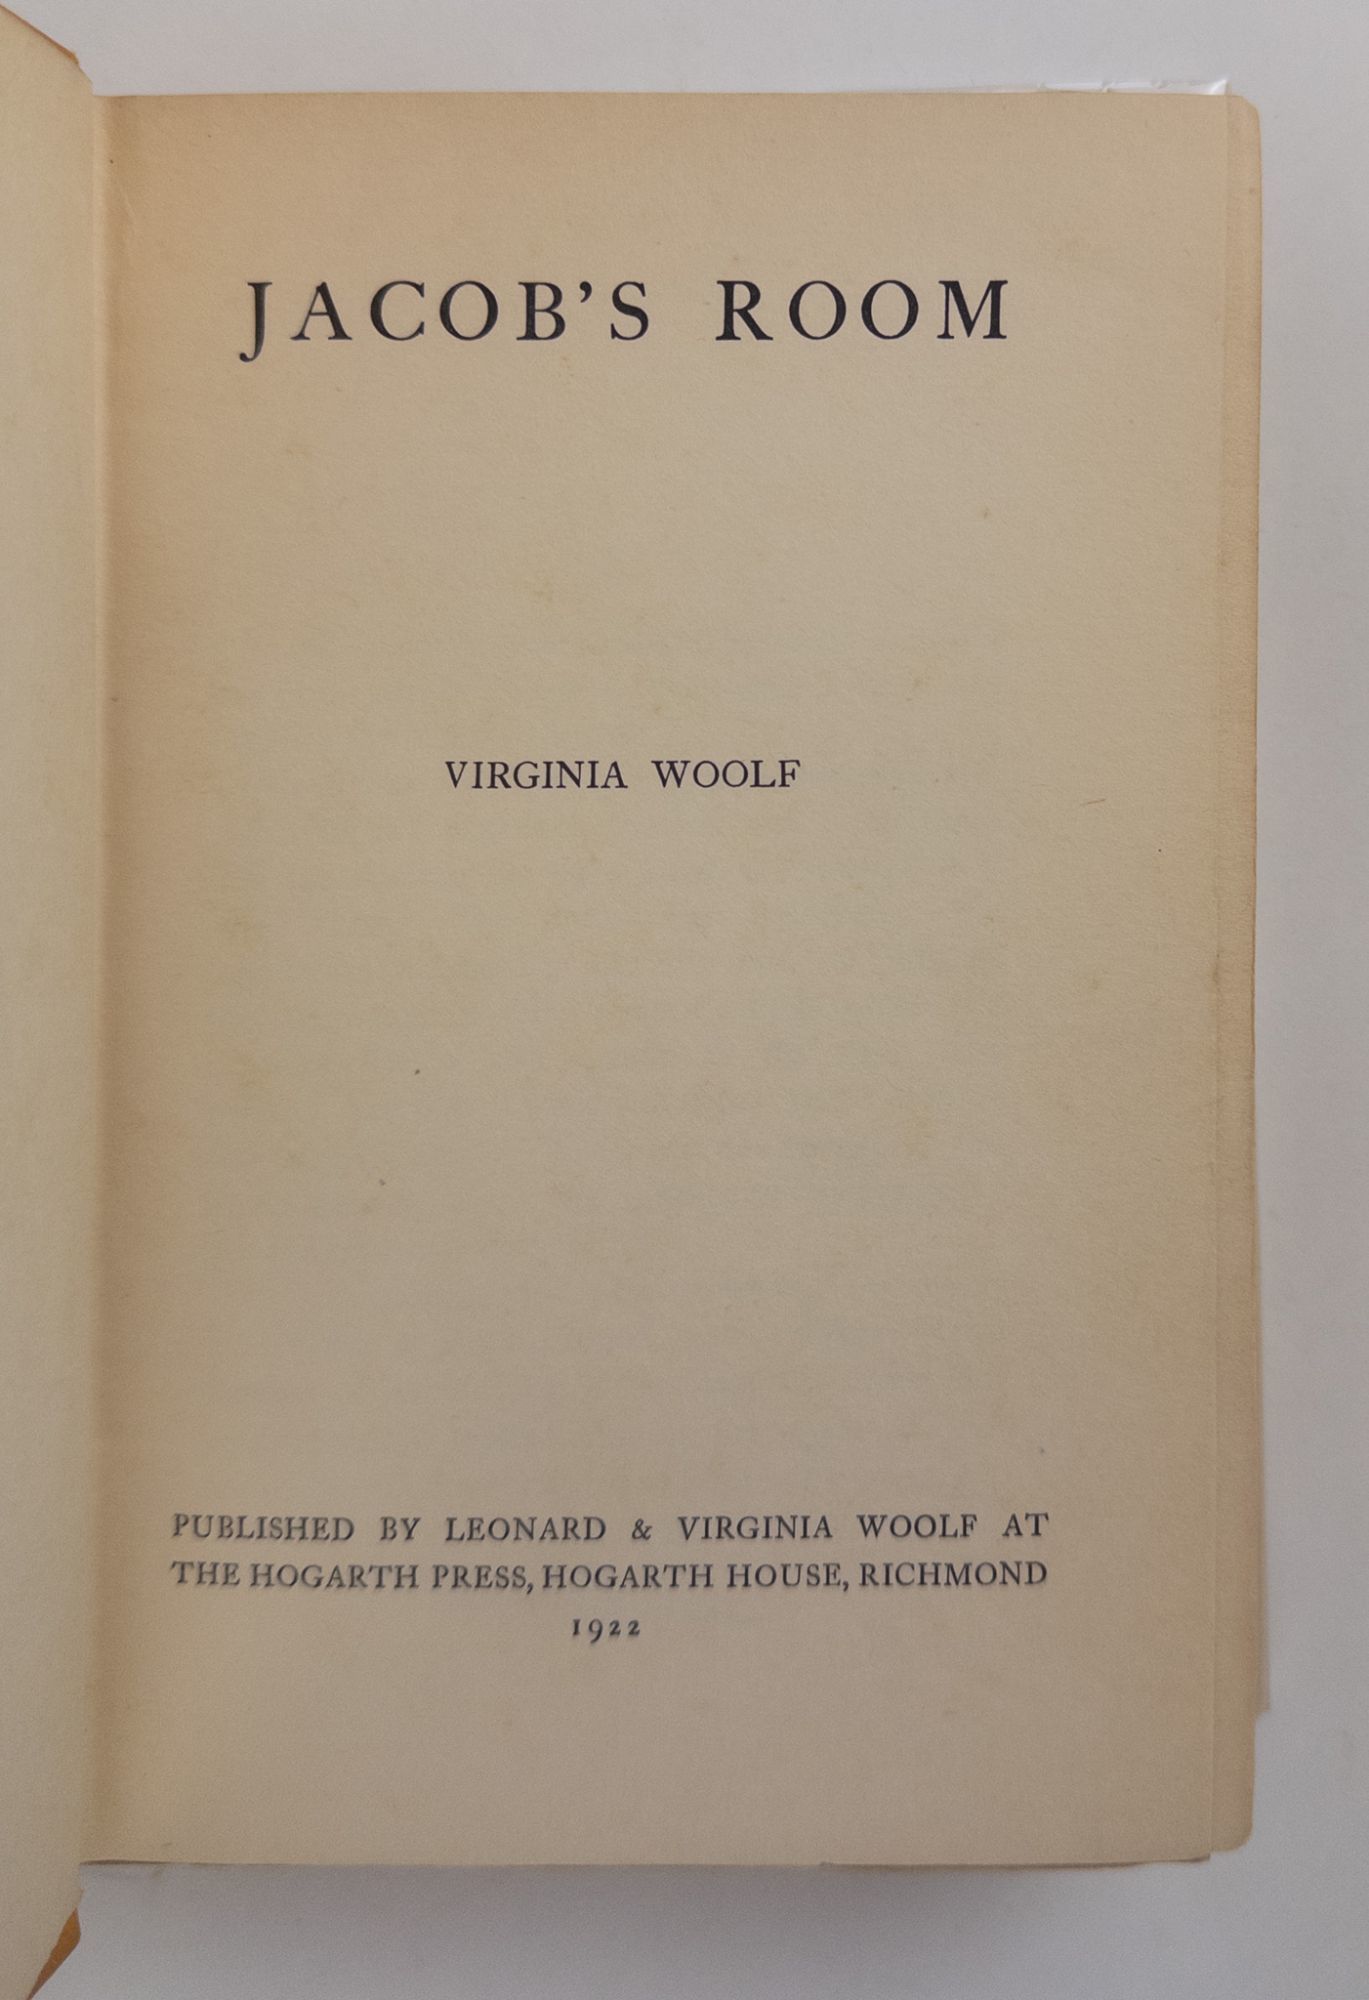 JACOB'S ROOM
VIRGINIA WOOLF
PUBLISHED BY LEONARD & VIRGINIA WOOLF AT
THE HOGARTH PRESS, HOGARTH HOUSE, RICHMOND
1922